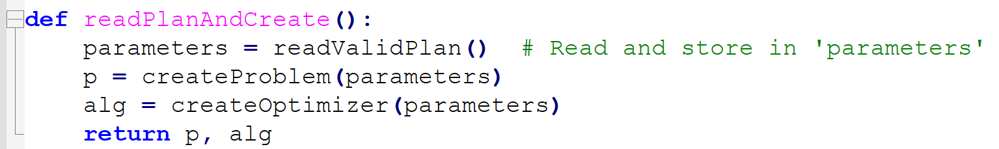 def readPlanAndCreate():
    parameters = readValidPlan()  # Read and store in 'parameters'
    p = createProblem(parameters)
    alg = createOptimizer(parameters)
    return p, alg